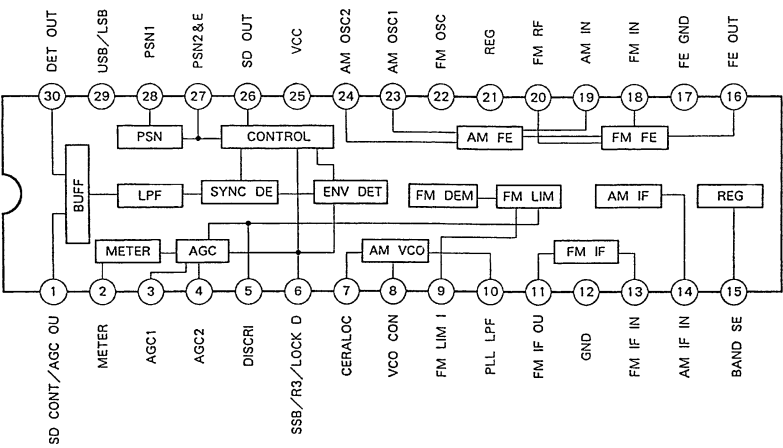 DET OUT
USB/LSB
PSN1
PSN2&E
SD OUT
VCC
AM OSC2
AM OSC1
FM OSC
REG
FM RF
AM IN
FM IN
FE GND
FE OUT
30 29 28 27 26 25 24 23 22 21 20 19 18 17 16
PSN CONTROL AM FE FM FE
BUFF
LPF SYNC DE ENV DET FM DEM FM LIM AM IF REG
METER AGC AM VCO FM IF
1 2 3 4 5 6 7 8 9 10 11 12 13 14 15
SD CONT/AGC OU
METER
AGC1
AGC2
DISCRI
SSB/R3/LOCK D
CERALOC
VCO CON
FM LIM I
PLL LPF
FM IF OU
GND
FM IF IN
AM IF IN
BAND SE